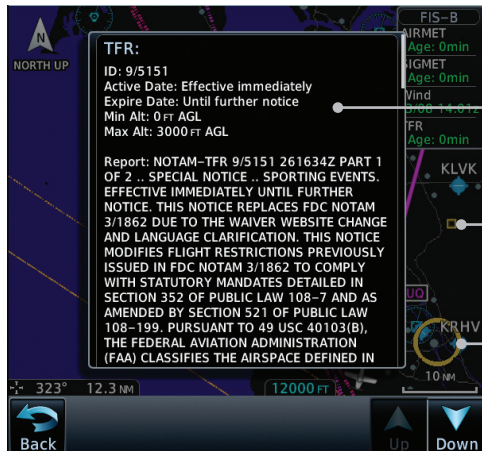 N
NORTH UP
TFR:
ID: 9/5151
Active Date: Effective immediately
Expire Date: Until further notice
Min Alt: 0 FT AGL
Max Alt: 3000 FT AGL
Report: NOTAM-TFR 9/5151 261634Z PART 1
OF 2 .. SPECIAL NOTICE .. SPORTING EVENTS.
EFFECTIVE IMMEDIATELY UNTIL FURTHER
NOTICE. THIS NOTICE REPLACES FDC NOTAM
3/1862 DUE TO THE WAIVER WEBSITE CHANGE
AND LANGUAGE CLARIFICATION. THIS NOTICE
MODIFIES FLIGHT RESTRICTIONS PREVIOUSLY
ISSUED IN FDC NOTAM 3/1862 TO COMPLY
WITH STATUTORY MANDATES DETAILED IN
SECTION 352 OF PUBLIC LAW 108-7 AND AS
AMENDED BY SECTION 521 OF PUBLIC LAW
108-199. PURSUANT TO 49 USC 40103(B),
THE FEDERAL AVIATION ADMINISTRATION
(FAA) CLASSIFIES THE AIRSPACE DEFINED IN
FIS-B
AIRMET
Age: 0min
SIGMET
Age: 0min
Wind
TFR
Age: 0min
KLVK
UO
KRHV
10 NM
323°
12.3 NM
12000 FT
Back
Up
Down